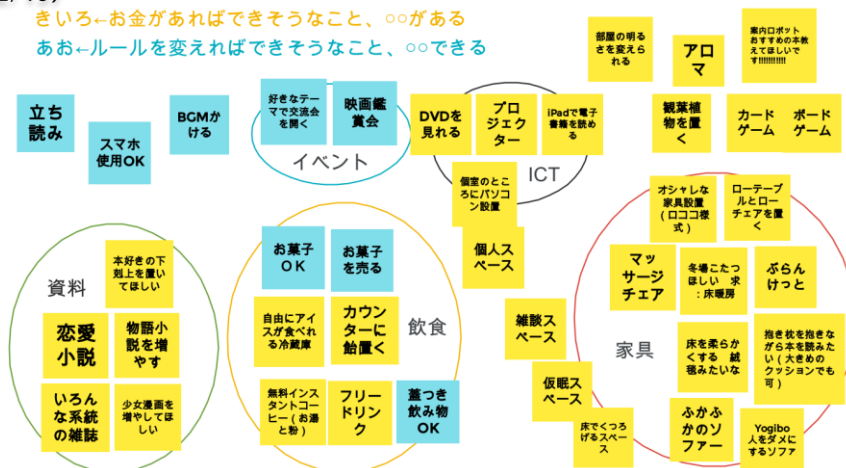 きいろ←お金があればできそうなこと、○○がある
あお←ルールを変えればできそうなこと、○○できる
立ち
読み
スマホ
使用OK
BGMか
ける
好きなテー
マで交流会
を開く
映画鑑
賞会
イベント
DVDを
見れる
プロ
ジェク
ター
iPadで電子
書籍を読め
る
ICT
個室のとこ
ろにパソコ
ン設置
部屋の明る
さを変えら
れる
アロ
マ
案内ロボット
おすすめの本教
えてほしいで
す!!!!!!!!!!!
観葉植
物を置
く
カード
ゲーム
ボード
ゲーム
資料
本好きの下
剋上を置い
てほしい
恋愛
小説
物語小
説を増
やす
いろん
な系統
の雑誌
少女漫画を
増やしてほ
しい
お菓子
OK
お菓子
を売る
自由にアイ
スが食べれ
る冷蔵庫
カウン
ターに
飴置く
飲食
無料インス
タントコー
ヒー(お湯
と粉)
フリー
ドリン
ク
蓋つき
飲み物
OK
個人ス
ペース
雑談ス
ペース
仮眠ス
ペース
床でくつろ
げるスペー
ス
オシャレな
家具設置
(ロココ様
式)
ローテーブ
ルとロー
チェアを置
く
マッ
サージ
チェア
冬場こたつ
ほしい 求
:床暖房
ぶらん
けっと
家具
床を柔らか
くする 絨
毯みたいな
抱き枕を抱きな
がら本を読みた
い(大きめの
クッションでも
可)
ふかふ
かのソ
ファー
Yogibo
人をダメに
するソファ